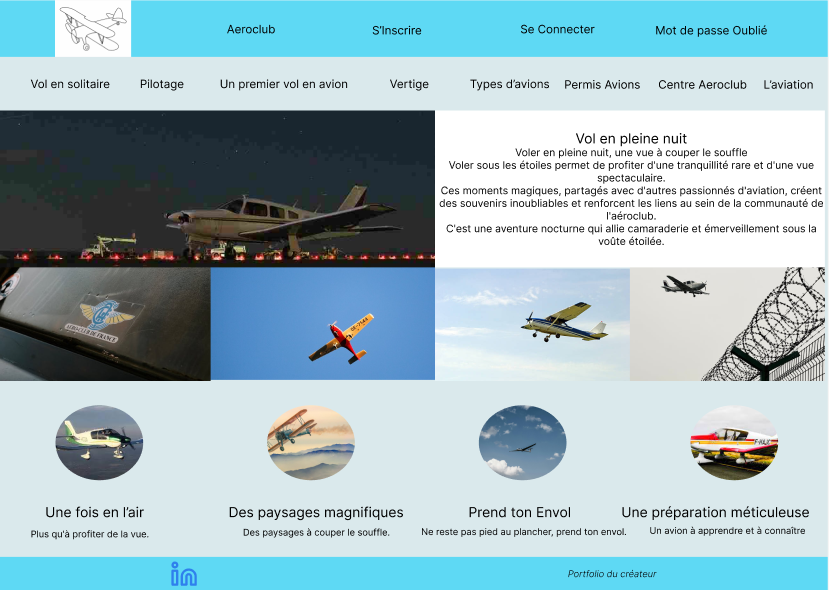 Aeroclub
S'Inscrire
Se Connecter
Mot de passe Oublié
Vol en solitaire
Pilotage
Un premier vol en avion
Vertige
Types d'avions
Permis Avions
Centre Aeroclub
L'aviation
Vol en pleine nuit
Voler en pleine nuit, une vue à couper le souffle
Voler sous les étoiles permet de profiter d'une tranquillité rare et d'une vue
spectaculaire.
Ces moments magiques, partagés avec d'autres passionnés d'aviation, créent
des souvenirs inoubliables et renforcent les liens au sein de la communauté de
l'aéroclub.
C'est une aventure nocturne qui allie camaraderie et émerveillement sous la
voûte étoilée.
AERO-CLUB DE FRANCE
Une fois en l'air
Plus qu'à profiter de la vue.
Des paysages magnifiques
Des paysages à couper le souffle.
Prend ton Envol
Ne reste pas pied au plancher, prend ton envol.
Une préparation méticuleuse
Un avion à apprendre et à connaître
in
Portfolio du créateur